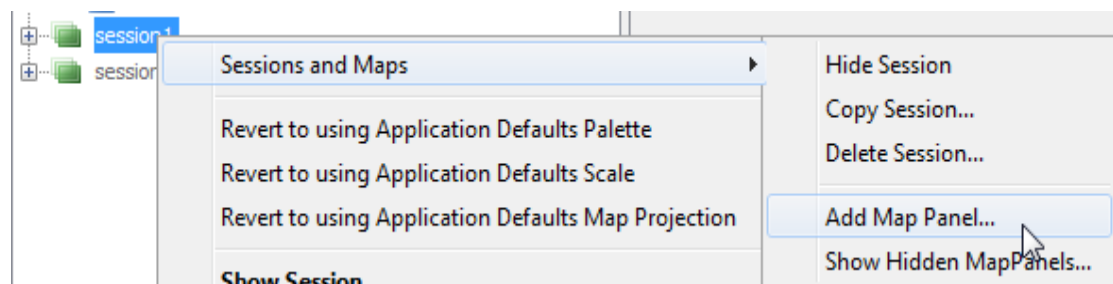 session1
session
Sessions and Maps
Revert to using Application Defaults Palette
Revert to using Application Defaults Scale
Revert to using Application Defaults Map Projection
Show Session
Hide Session
Copy Session...
Delete Session...
Add Map Panel...
Show Hidden MapPanels...